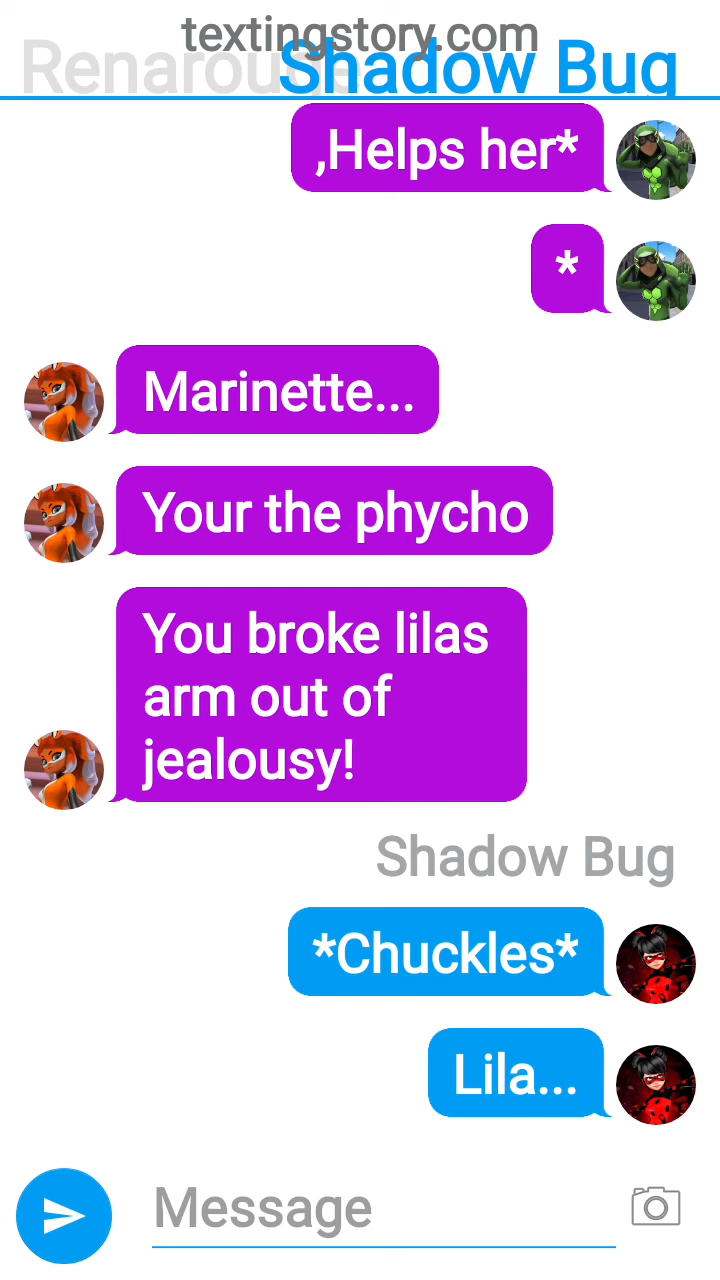 textingstory.com
Renarouge
Shadow Bug
,Helps her*
*
Marinette...
Your the phycho
You broke lilas
arm out of
jealousy!
Shadow Bug
*Chuckles*
Lila...
Message